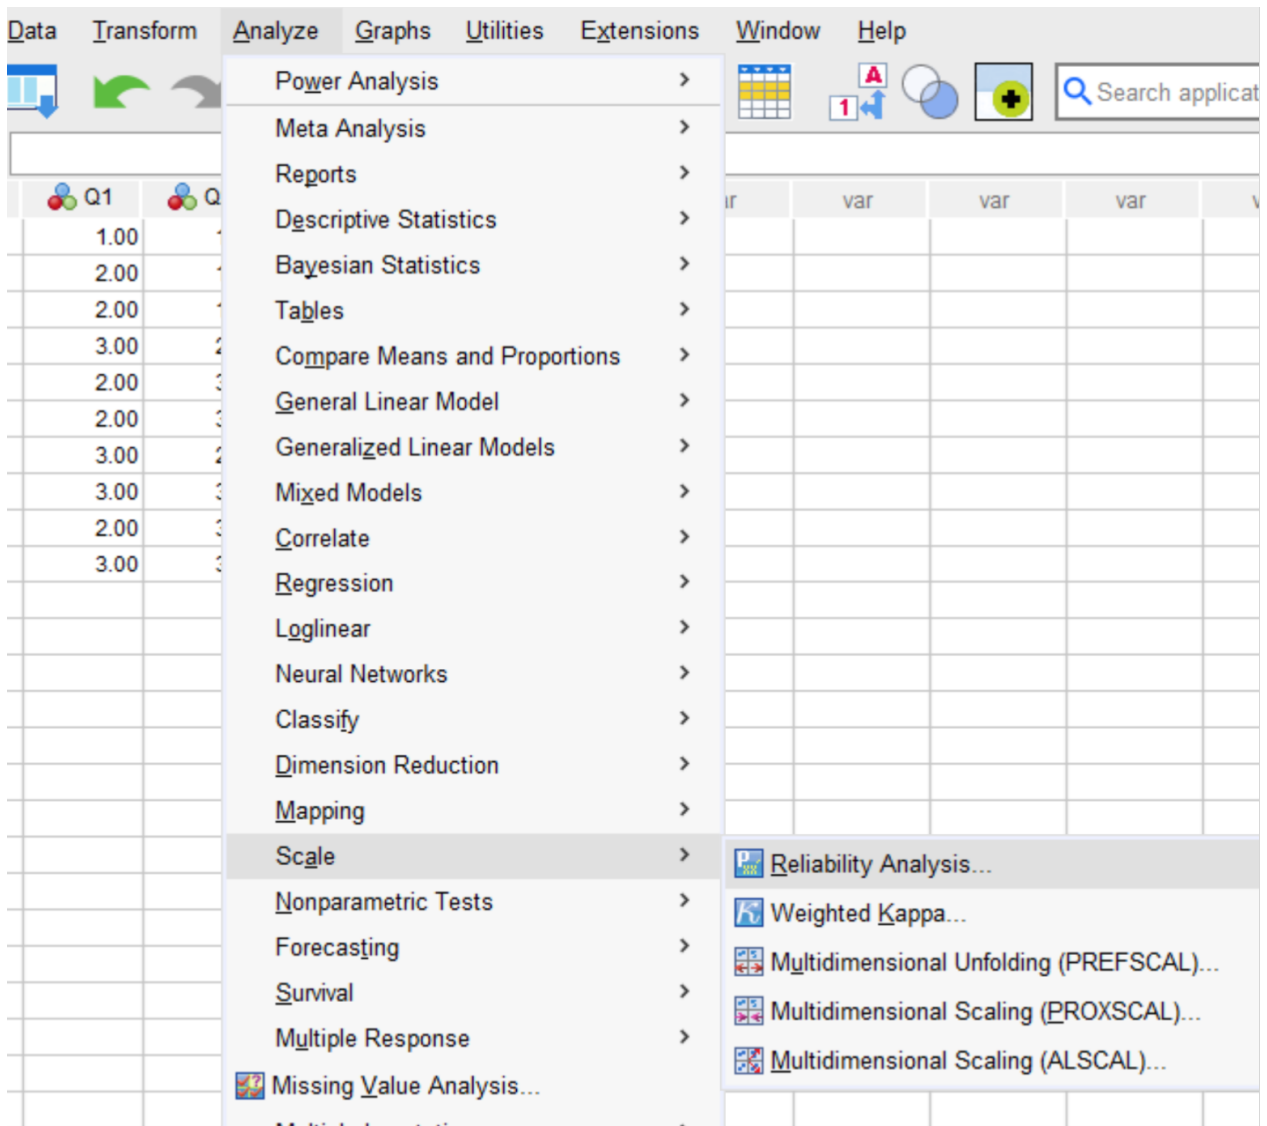 Data Transform Analyze Graphs Utilities Extensions Window Help
Search applicat
Q1 Q var var var
1.00
2.00
2.00
3.00
2.00
2.00
3.00
3.00
2.00
3.00
Power Analysis
Meta Analysis
Reports
Descriptive Statistics
Bayesian Statistics
Tables
Compare Means and Proportions
General Linear Model
Generalized Linear Models
Mixed Models
Correlate
Regression
Loglinear
Neural Networks
Classify
Dimension Reduction
Mapping
Scale
Nonparametric Tests
Forecasting
Survival
Multiple Response
Missing Value Analysis...
Reliability Analysis...
Weighted Kappa...
Multidimensional Unfolding (PREFSCAL)...
Multidimensional Scaling (PROXSCAL)...
Multidimensional Scaling (ALSCAL)...